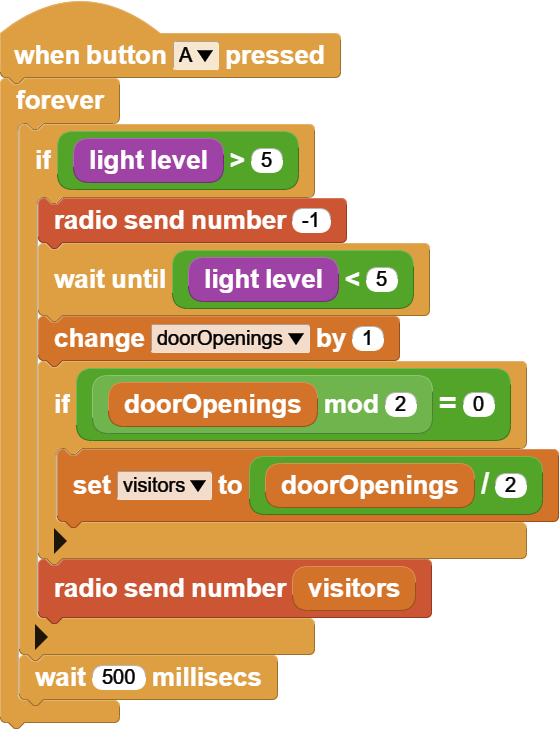 when button A pressed
forever
if light level > 5
radio send number -1
wait until light level < 5
change doorOpenings by 1
if doorOpenings mod 2 = 0
set visitors to doorOpenings / 2
radio send number visitors
wait 500 millisecs